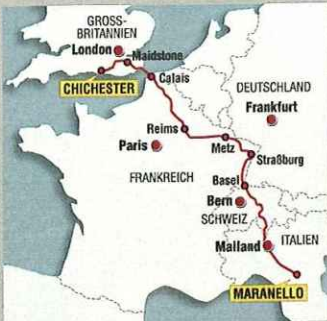 GROSS-
BRITANNIEN
London
Maidstone
CHICHESTER
Calais
DEUTSCHLAND
Frankfurt
Reims
Paris
Metz
Straßburg
FRANKREICH
Basel
Bern
SCHWEIZ
Mailand
ITALIEN
MARANELLO